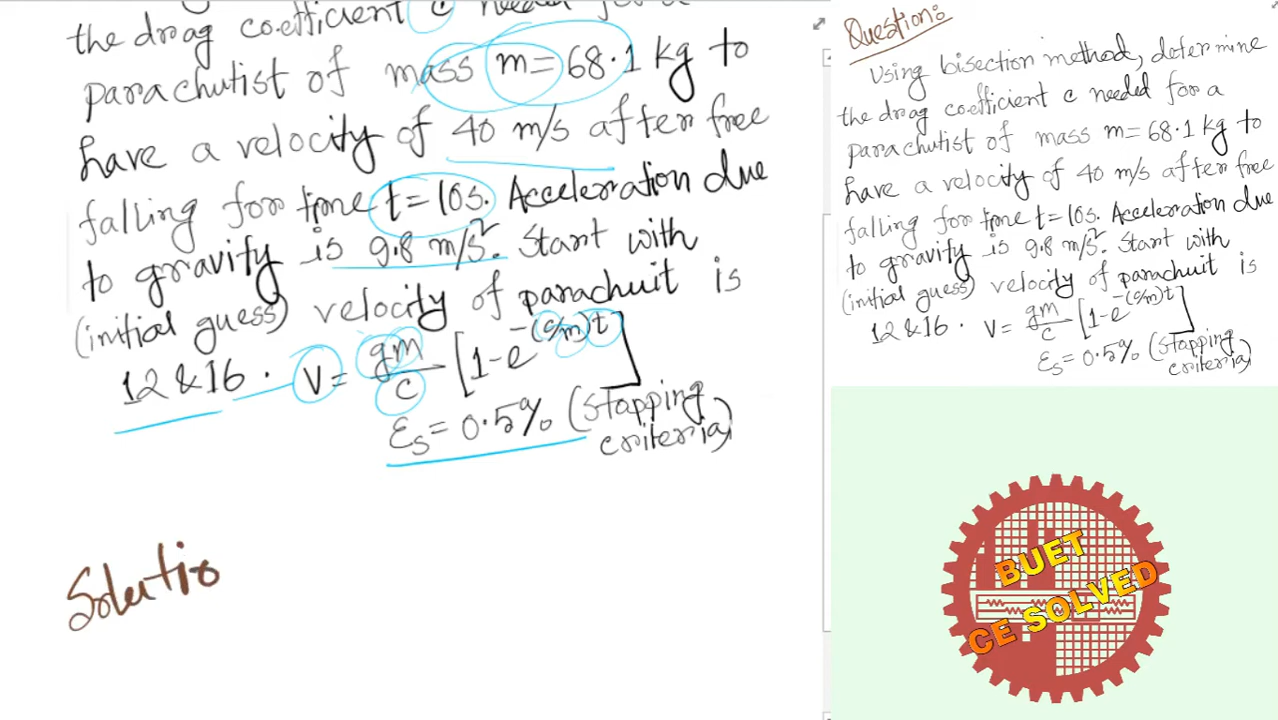 the drag coefficient c needed for a
parachutist of mass m = 68.1 kg to
have a velocity of 40 m/s after free
falling for time t = 10s. Acceleration due
to gravity is 9.8 m/s². Start with
(initial guess) velocity of parachuit is
12 & 16. V = gm/c [1-e^-(c/m)t]
εs = 0.5% (stopping
criteria)
Solutio
Question:
Using bisection method, determine
the drag coefficient c needed for a
parachutist of mass m = 68.1 kg to
have a velocity of 40 m/s after free
falling for time t = 10s. Acceleration due
to gravity is 9.8 m/s². Start with
(initial guess) velocity of parachuit is
12 & 16. V = gm/c [1-e^-(c/m)t]
εs = 0.5% (stopping
criteria)
BUET
CE SOLVED